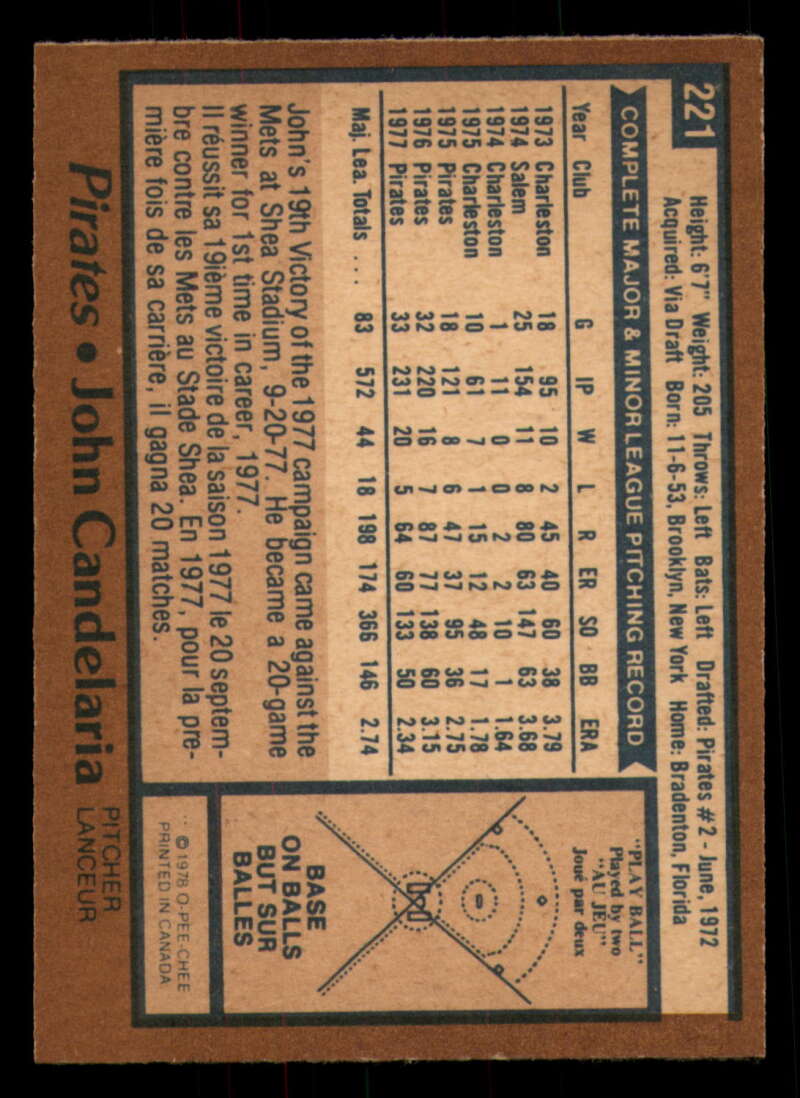 221
Height: 6'7" Weight: 205 Throws: Left Bats: Left Drafted: Pirates #2 - June, 1972
Acquired: Via Draft Born: 11-6-53, Brooklyn, New York Home: Bradenton, Florida
COMPLETE MAJOR & MINOR LEAGUE PITCHING RECORD
Year Club G IP W L R ER SO BB ERA
1973 Charleston 18 95 10 2 45 40 60 38 3.79
1974 Salem 25 154 11 8 80 63 147 63 3.68
1974 Charleston 1 11 0 0 2 2 10 1 1.64
1975 Charleston 10 61 7 1 15 12 48 17 1.78
1975 Pirates 18 121 8 6 47 37 95 36 2.75
1976 Pirates 32 220 16 7 87 77 138 60 3.15
1977 Pirates 33 231 20 5 64 60 133 50 2.34
Maj. Lea. Totals .... 83 572 44 18 198 174 366 146 2.74
John's 19th Victory of the 1977 campaign came against the
Mets at Shea Stadium, 9-20-77. He became a 20-game
winner for 1st time in career, 1977.
Il réussit sa 19ième victoire de la saison 1977 le 20 septem-
bre contre les Mets au Stade Shea. En 1977, pour la pre-
mière fois de sa carrière, il gagna 20 matches.
"PLAY BALL"
Played by two
"AU JEU"
Joué par deux
BASE
ON BALLS
BUT SUR
BALLES
© 1978 O-PEE-CHEE
PRINTED IN CANADA
Pirates • John Candelaria
PITCHER
LANCEUR